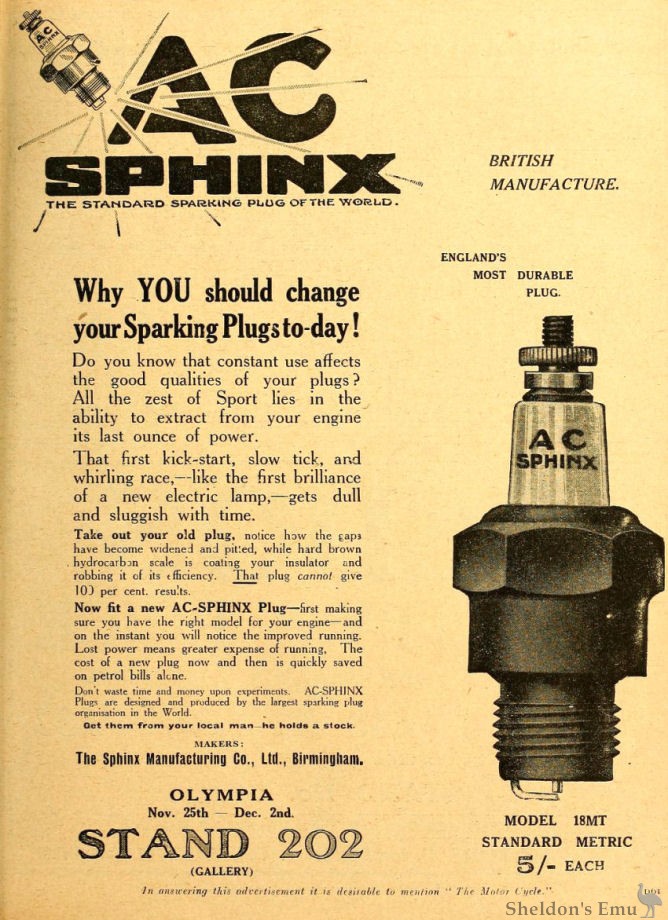 AC
SPHINX
AC
SPHINX
THE STANDARD SPARKING PLUG OF THE WORLD.
BRITISH
MANUFACTURE.
ENGLAND'S
MOST DURABLE
PLUG.
Why YOU should change
your Sparking Plugs to-day!
Do you know that constant use affects
the good qualities of your plugs?
All the zest of Sport lies in the
ability to extract from your engine
its last ounce of power.
That first kick-start, slow tick, and
whirling race,—like the first brilliance
of a new electric lamp,—gets dull
and sluggish with time.
Take out your old plug, notice how the gaps
have become widened and pitted, while hard brown
hydrocarbon scale is coating your insulator and
robbing it of its efficiency. That plug cannot give
100 per cent. results.
Now fit a new AC-SPHINX Plug—first making
sure you have the right model for your engine—and
on the instant you will notice the improved running.
Lost power means greater expense of running. The
cost of a new plug now and then is quickly saved
on petrol bills alone.
Don't waste time and money upon experiments. AC-SPHINX
Plugs are designed and produced by the largest sparking plug
organisation in the World.
Get them from your local man—he holds a stock.
MAKERS:
The Sphinx Manufacturing Co., Ltd., Birmingham.
OLYMPIA
Nov. 25th — Dec. 2nd.
STAND 202
(GALLERY)
AC
SPHINX
MODEL 18MT
STANDARD METRIC
5/- EACH
In answering this advertisement it is desirable to mention "The Motor Cycle."
Sheldon's Emu